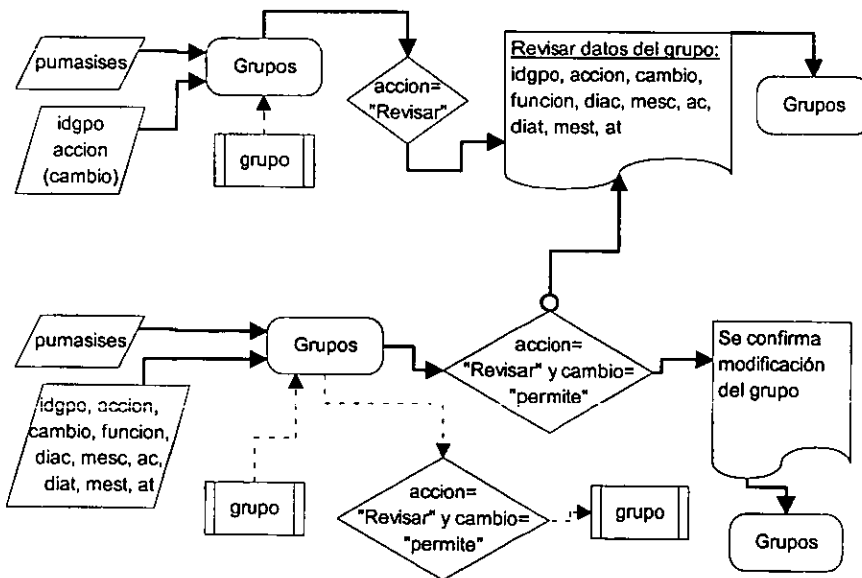 pumasises
Grupos
accion=
"Revisar"
Revisar datos del grupo:
idgpo, accion, cambio,
funcion, diac, mesc, ac,
diat, mest, at
Grupos
idgpo
accion
(cambio)
grupo
pumasises
Grupos
accion=
"Revisar" y cambio=
"permite"
Se confirma
modificación
del grupo
idgpo, accion,
cambio, funcion,
diac, mesc, ac,
diat, mest, at
grupo
accion=
"Revisar" y cambio=
"permite"
grupo
Grupos